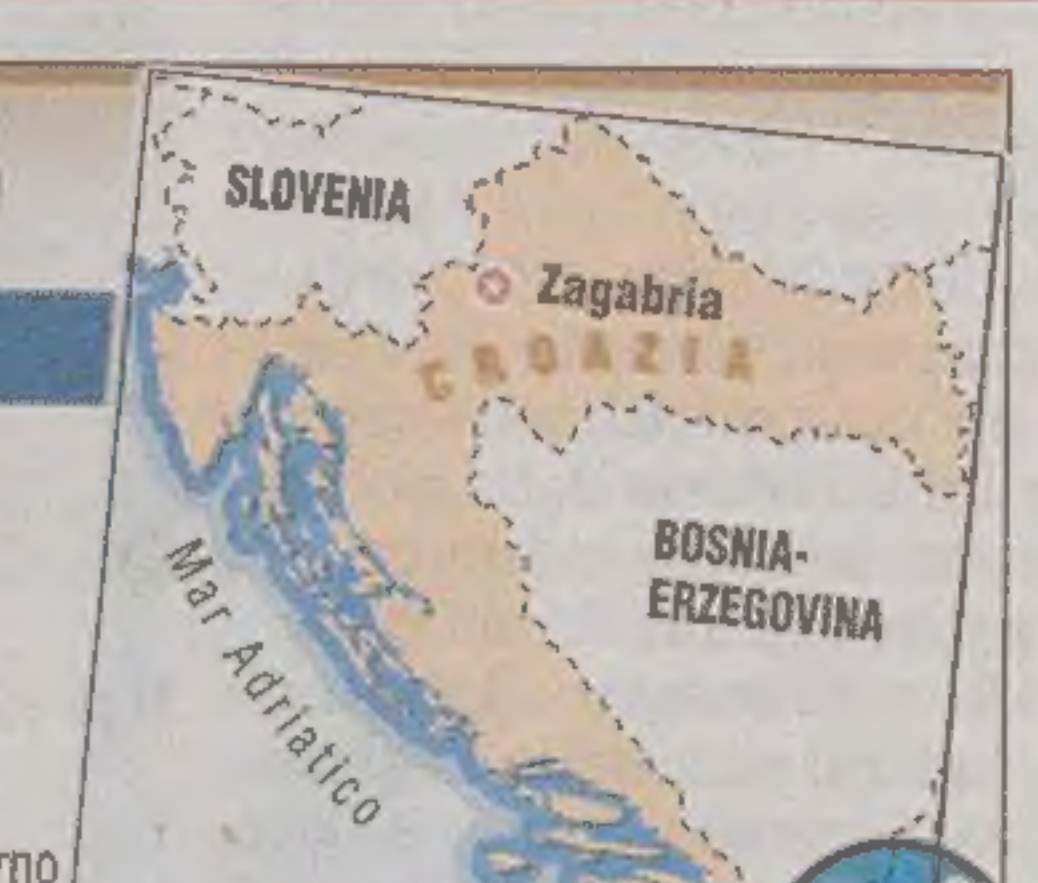 SLOVENIA
Zagabria
CROAZIA
BOSNIA-
ERZEGOVINA
Mar Adriatico